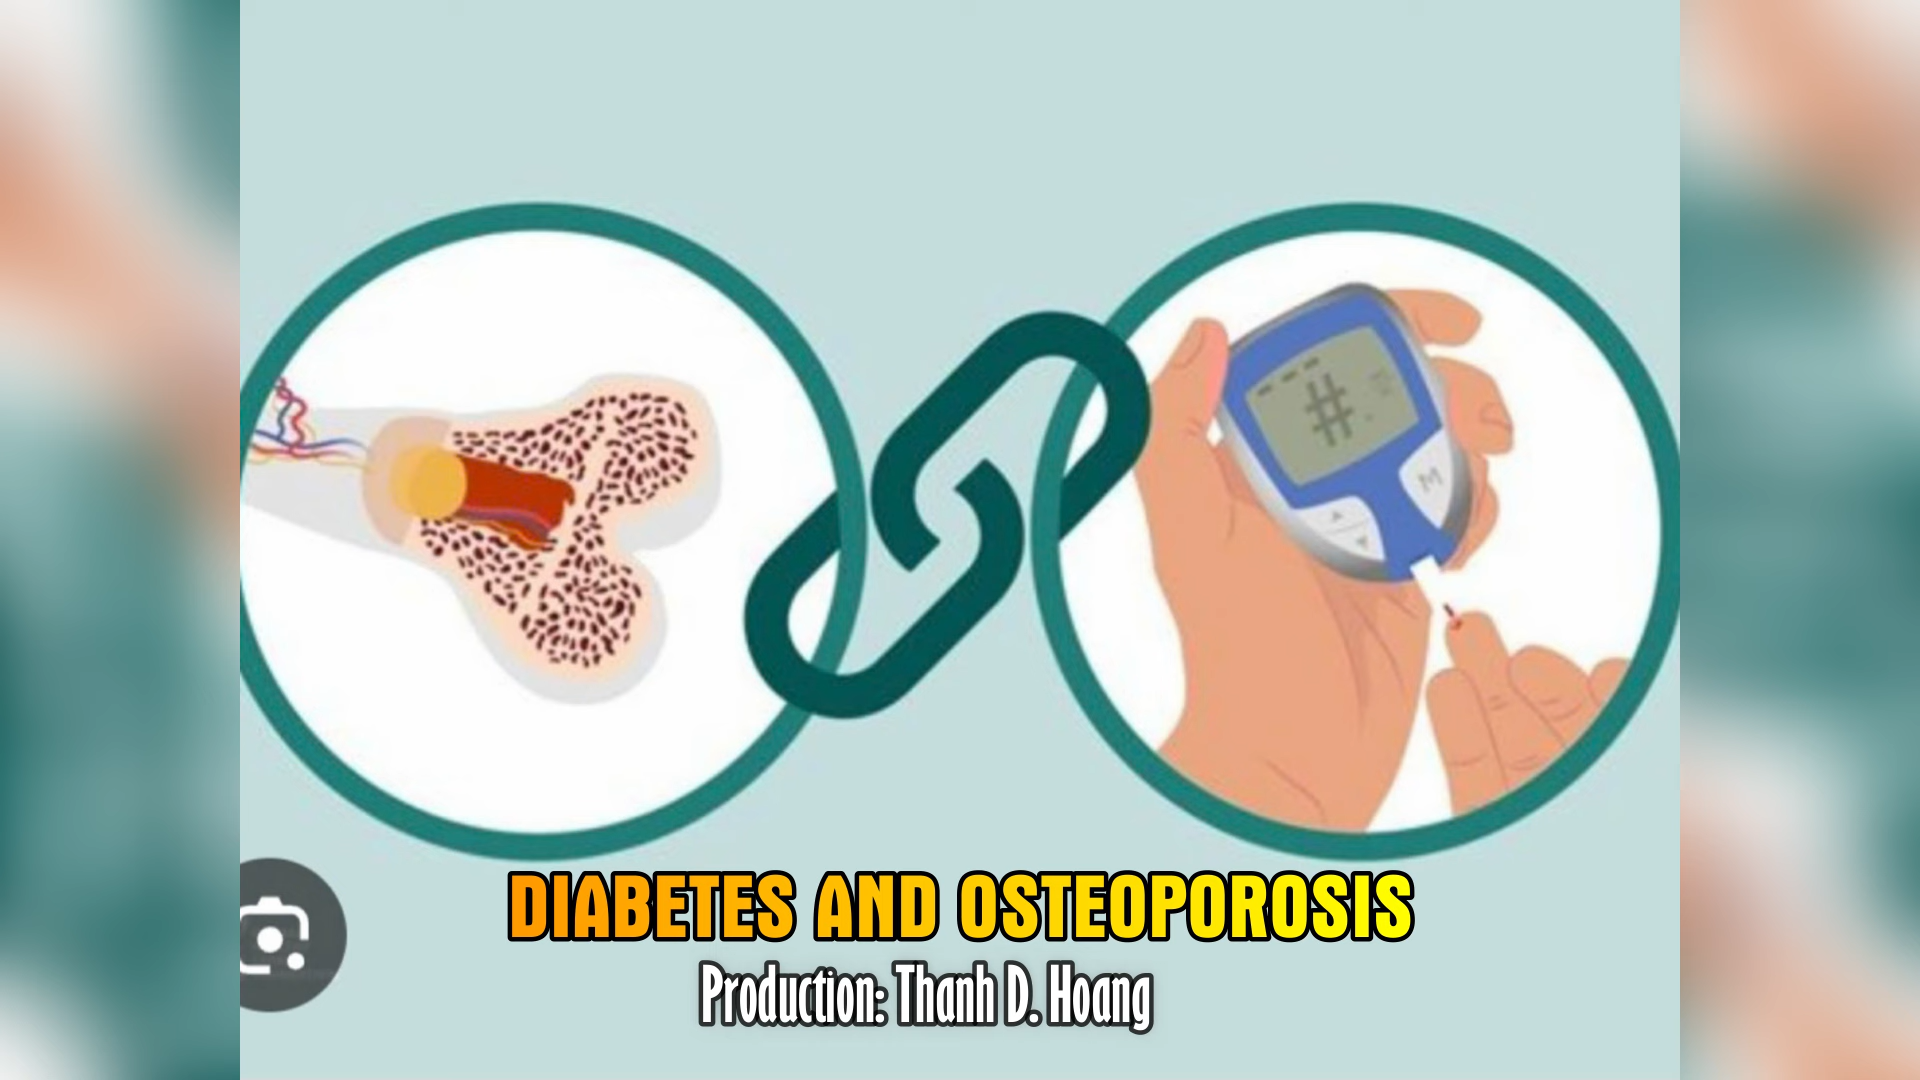 #
M
DIABETES AND OSTEOPOROSIS
Production: Thanh D. Hoang